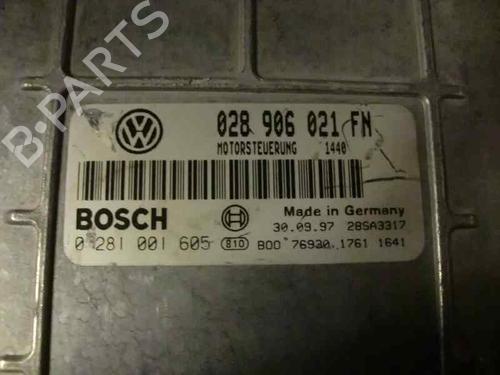 B-PARTS
028 906 021 FN
MOTORSTEUERUNG 1440
BOSCH
Made in Germany
30.09.97 28SA3317
0 281 001 605 810 B00 76930 1761 1641